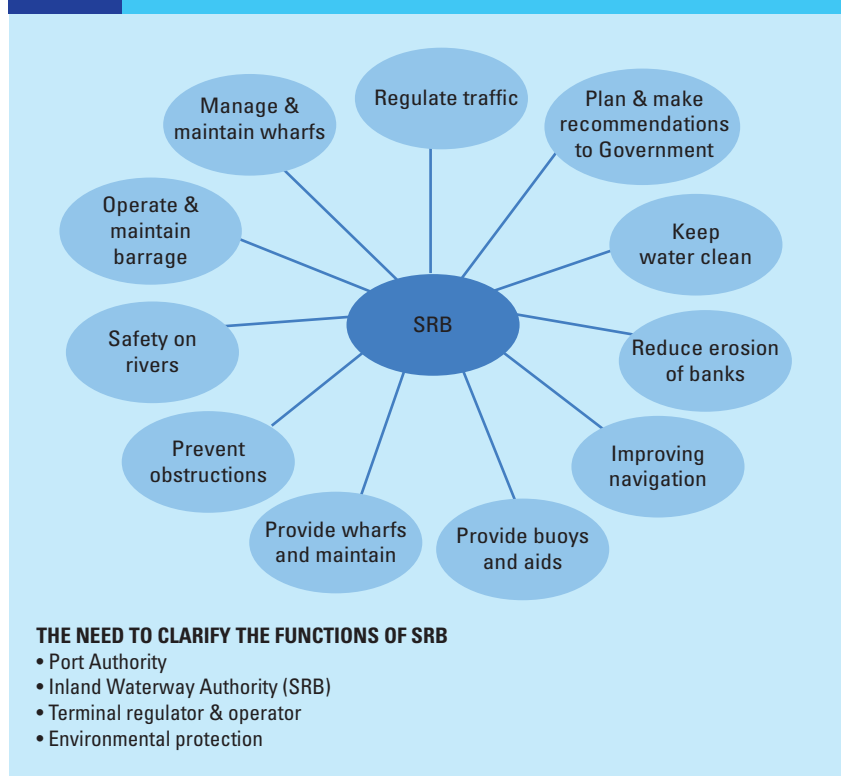 Regulate traffic
Plan & make
recommendations
to Government
Manage &
maintain wharfs
Operate &
maintain
barrage
Keep
water clean
SRB
Safety on
rivers
Reduce erosion
of banks
Prevent
obstructions
Improving
navigation
Provide wharfs
and maintain
Provide buoys
and aids
THE NEED TO CLARIFY THE FUNCTIONS OF SRB
• Port Authority
• Inland Waterway Authority (SRB)
• Terminal regulator & operator
• Environmental protection